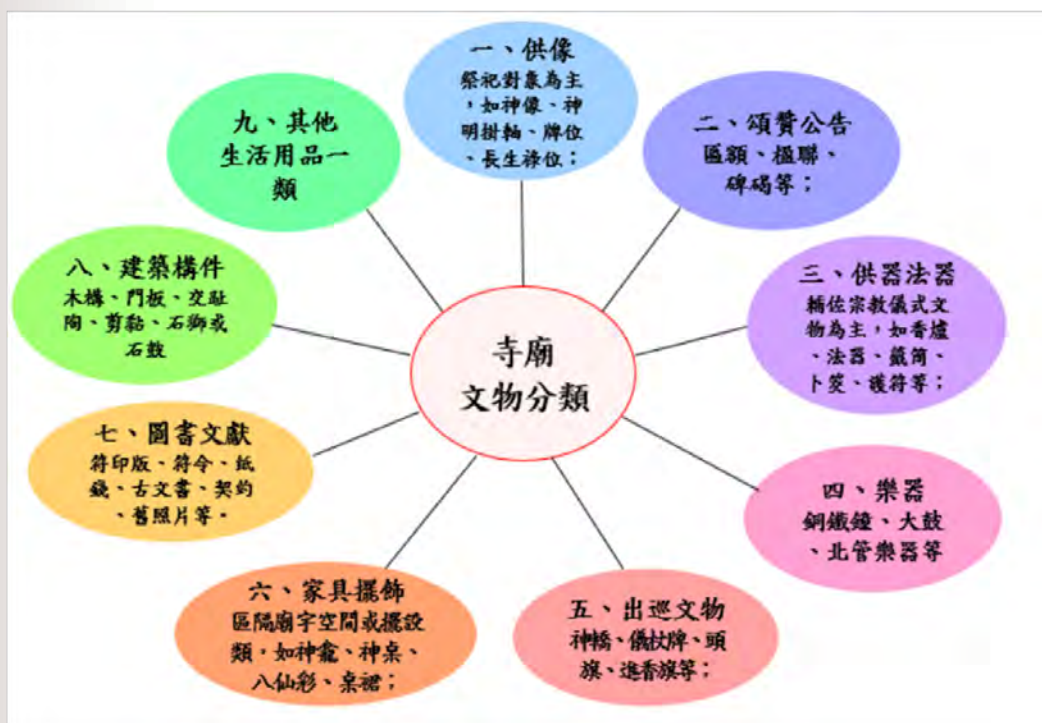 寺廟
文物分類
一、供像
祭祀對象為主
，如神像、神
明掛軸、牌位
、長生祿位；
二、頌贊公告
匾額、楹聯、
碑碣等；
三、供器法器
輔佐宗教儀式文
物為主，如香爐
、法器、籤筒、
卜筊、護符等；
四、樂器
銅鐵鐘、大鼓
、北管樂器等
五、出巡文物
神轎、儀杖牌、頭
旗、進香旗等；
六、家具擺飾
區隔廟宇空間或擺設
類，如神龕、神桌、
八仙彩、桌裙；
七、圖書文獻
符印版、符令、紙
錢、古文書、契約
、舊照片等。
八、建築構件
木構、門板、交趾
陶、剪黏、石獅或
石鼓
九、其他
生活用品一
類